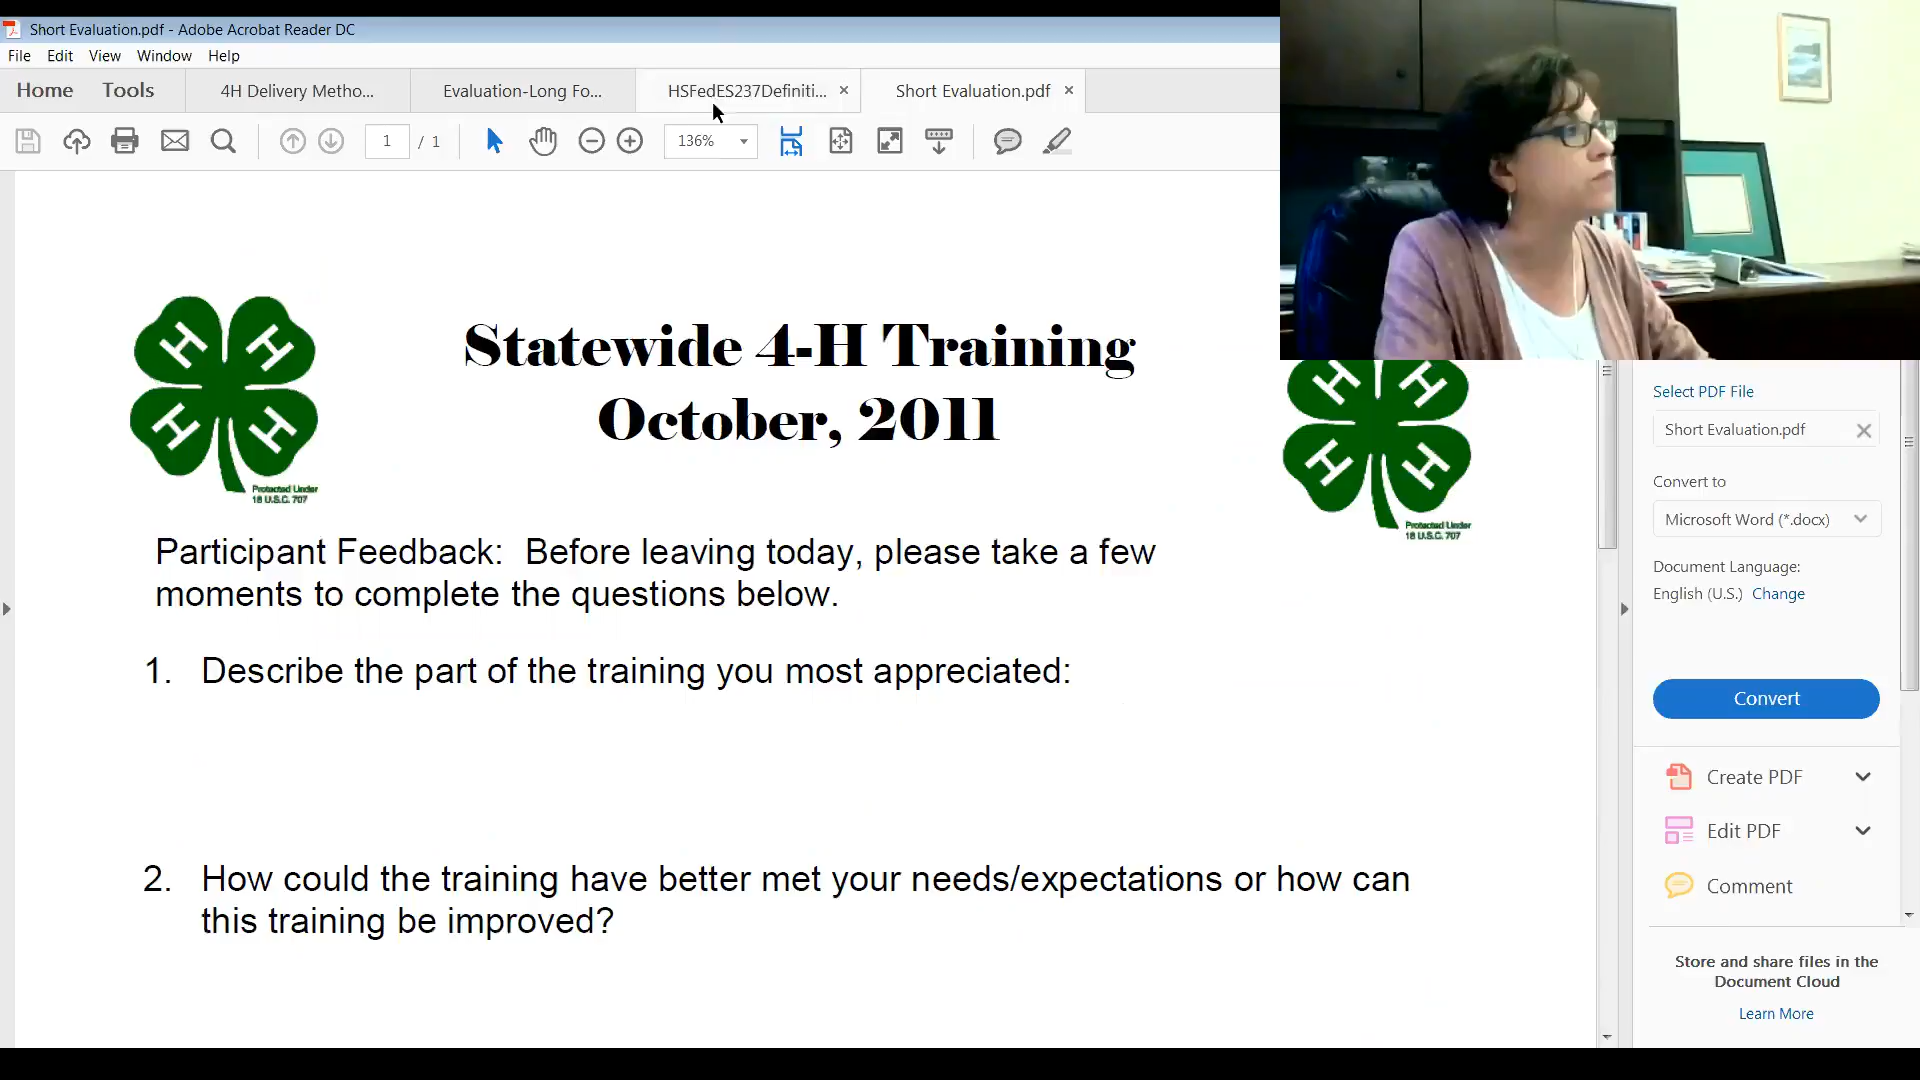 Short Evaluation.pdf - Adobe Acrobat Reader DC
File Edit View Window Help
Home Tools 4H Delivery Metho... Evaluation-Long Fo... HSFedES237Definiti... × Short Evaluation.pdf ×
1 / 1 136%
Statewide 4-H Training
October, 2011
H H H H
Protected Under
18 U.S.C. 707
H H H H
Protected Under
18 U.S.C. 707
Participant Feedback: Before leaving today, please take a few
moments to complete the questions below.
1. Describe the part of the training you most appreciated:
2. How could the training have better met your needs/expectations or how can
this training be improved?
Select PDF File
Short Evaluation.pdf
Convert to
Microsoft Word (*.docx)
Document Language:
English (U.S.) Change
Convert
Create PDF
Edit PDF
Comment
Store and share files in the
Document Cloud
Learn More